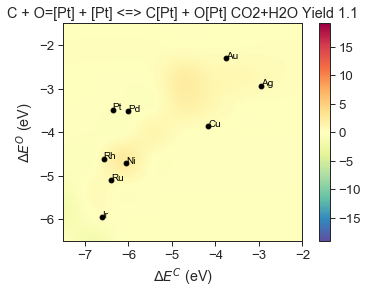 C + O=[Pt] + [Pt] <=> C[Pt] + O[Pt] CO2+H2O Yield 1.1
−2
−3
−4
−5
−6
ΔE^O (eV)
Au
Ag
Pt
Pd
Cu
Rh
Ni
Ru
Ir
−7
−6
−5
−4
−3
−2
ΔE^C (eV)
15
10
5
0
−5
−10
−15